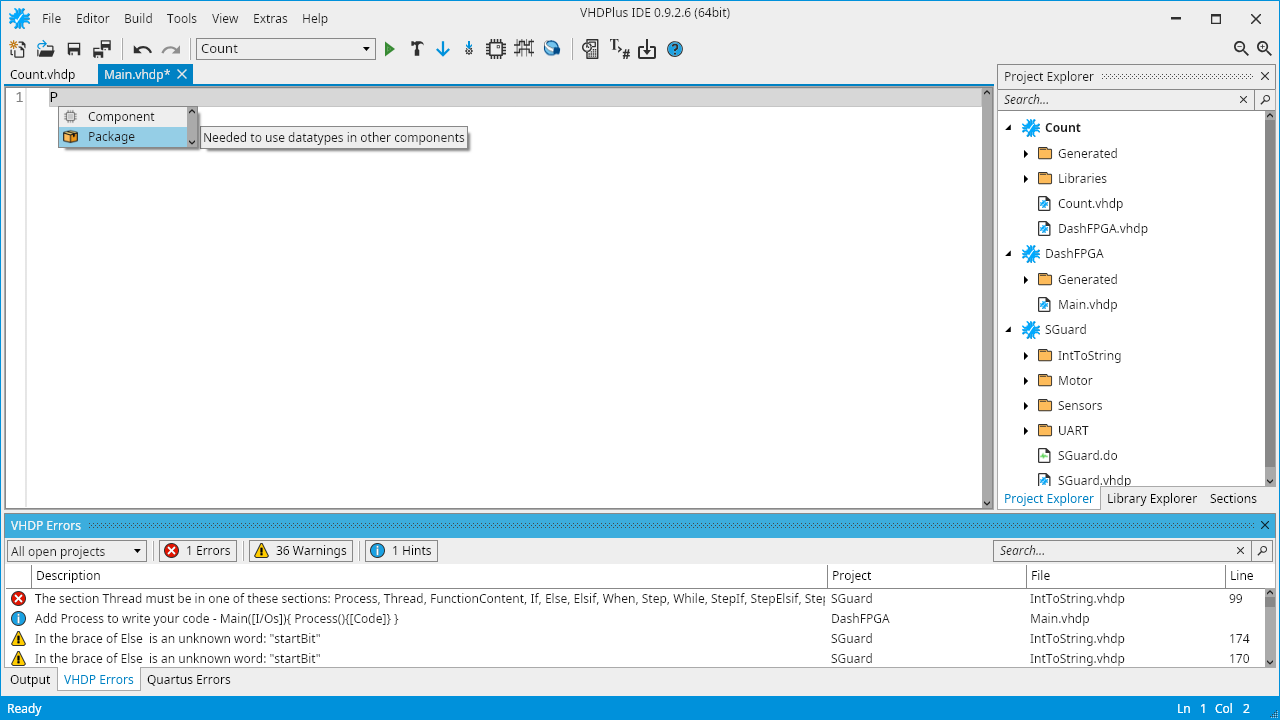 VHDPlus IDE 0.9.2.6 (64bit)
File Editor Build Tools View Extras Help
Count
Count.vhdp Main.vhdp*
1 P
Component
Package
Needed to use datatypes in other components
Project Explorer
Search...
Count
Generated
Libraries
Count.vhdp
DashFPGA.vhdp
DashFPGA
Generated
Main.vhdp
SGuard
IntToString
Motor
Sensors
UART
SGuard.do
SGuard.vhdp
Project Explorer Library Explorer Sections
VHDP Errors
All open projects 1 Errors 36 Warnings 1 Hints Search...
Description Project File Line
The section Thread must be in one of these sections: Process, Thread, FunctionContent, If, Else, Elsif, When, Step, While, StepIf, StepElsif, Step SGuard IntToString.vhdp 99
Add Process to write your code - Main([I/Os]){ Process(){[Code]} } DashFPGA Main.vhdp
In the brace of Else  is an unknown word: "startBit" SGuard IntToString.vhdp 174
In the brace of Else  is an unknown word: "startBit" SGuard IntToString.vhdp 170
Output VHDP Errors Quartus Errors
Ready Ln 1 Col 2